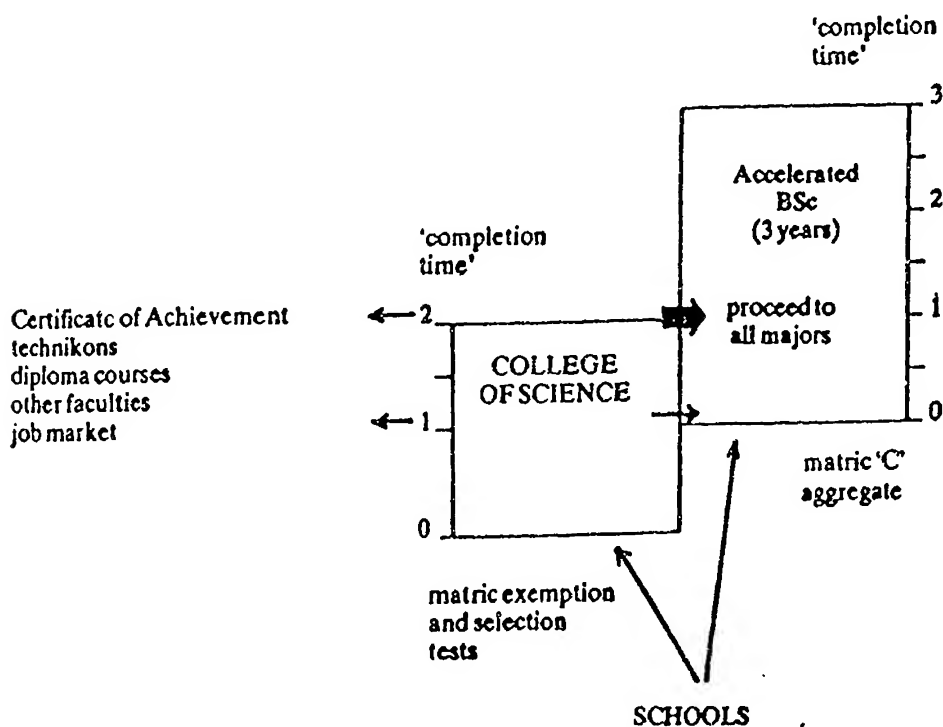 'completion
time'
3
Accelerated
BSc
(3 years)
2
'completion
time'
Certificate of Achievement
technikons
diploma courses
other faculties
job market
2
1
0
COLLEGE
OF SCIENCE
proceed to
all majors
1
0
matric 'C'
aggregate
matric exemption
and selection
tests
SCHOOLS